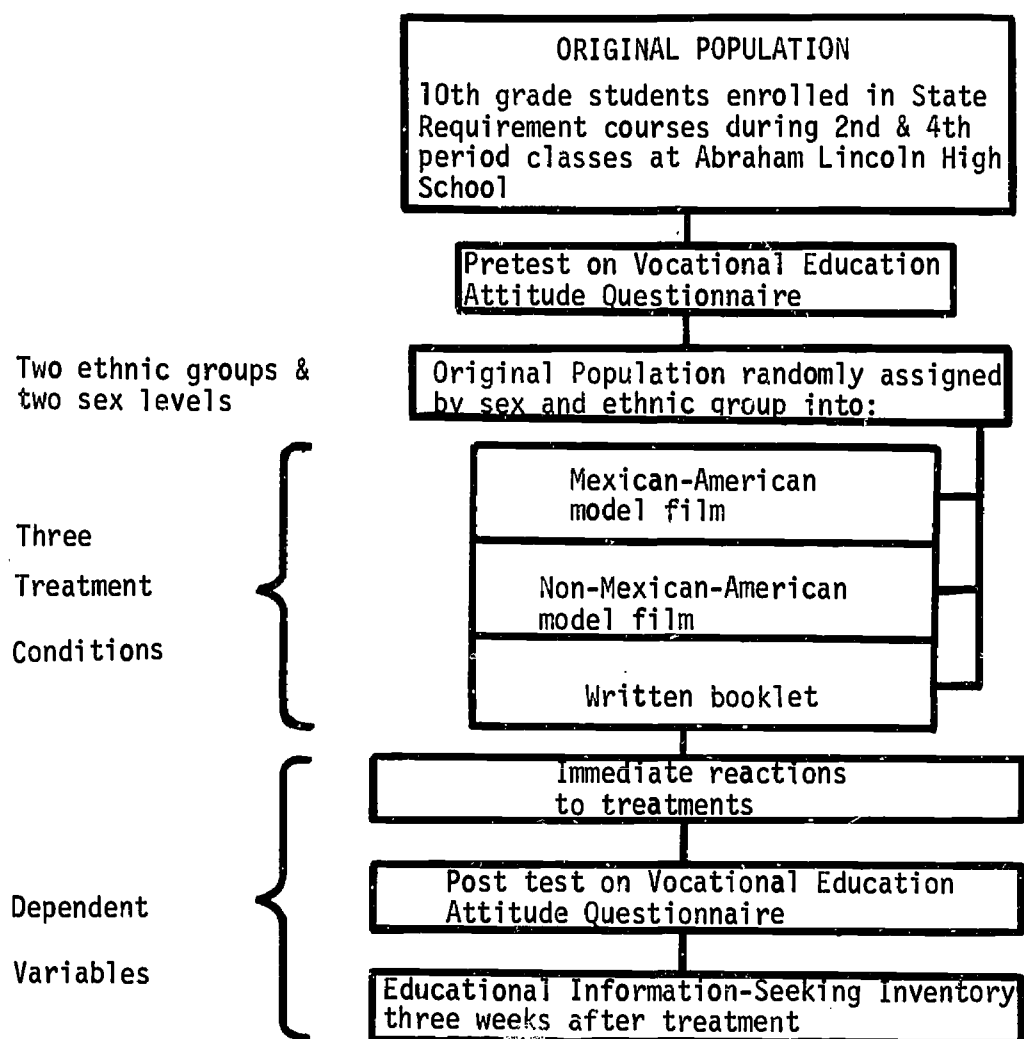 ORIGINAL POPULATION
10th grade students enrolled in State
Requirement courses during 2nd & 4th
period classes at Abraham Lincoln High
School
Pretest on Vocational Education
Attitude Questionnaire
Two ethnic groups &
two sex levels
Original Population randomly assigned
by sex and ethnic group into:
Three
Treatment
Conditions
Mexican-American
model film
Non-Mexican-American
model film
Written booklet
Dependent
Variables
Immediate reactions
to treatments
Post test on Vocational Education
Attitude Questionnaire
Educational Information-Seeking Inventory
three weeks after treatment